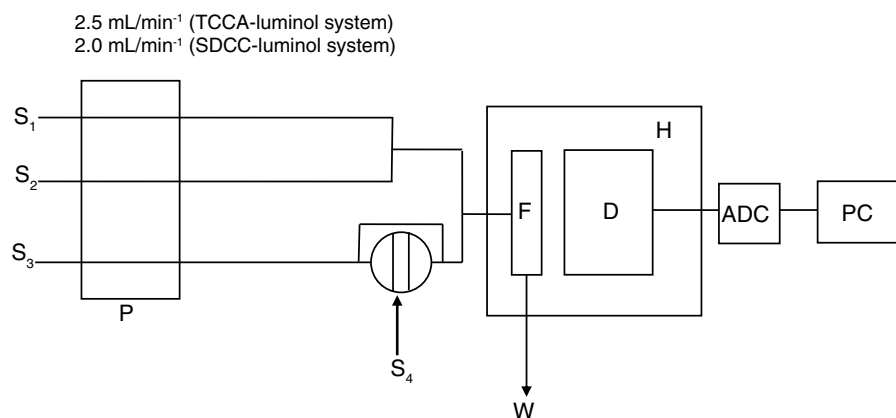 2.5 mL/min⁻¹ (TCCA-luminol system)
2.0 mL/min⁻¹ (SDCC-luminol system)
S₁
H
S₂
F
D
ADC
PC
S₃
P
S₄
W